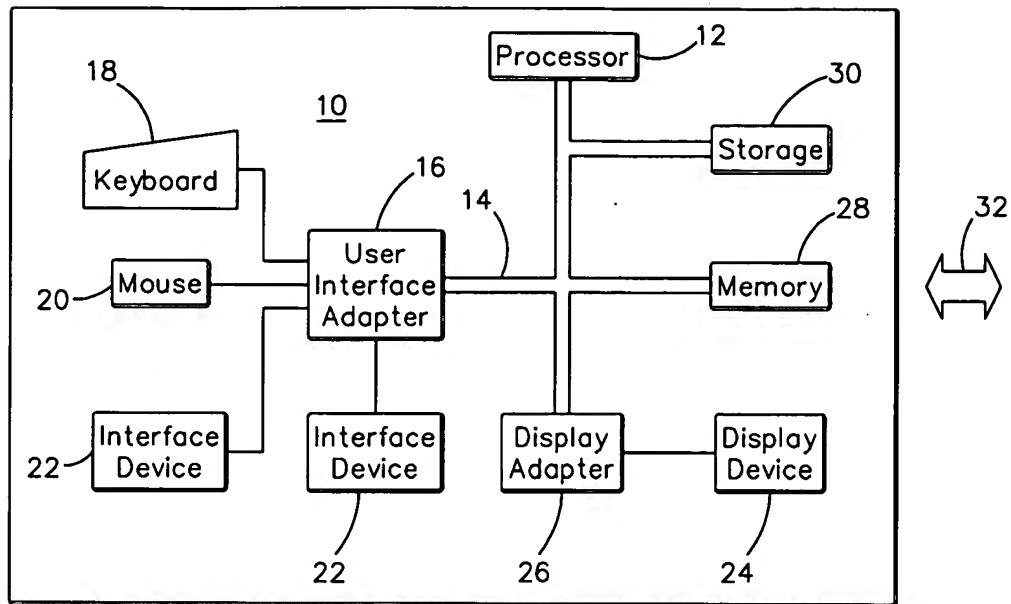 Processor
12
18
10
30
Storage
Keyboard
16
14
28
32
User
Interface
Adapter
20
Mouse
Memory
Interface
Device
22
Interface
Device
22
Display
Adapter
26
Display
Device
24